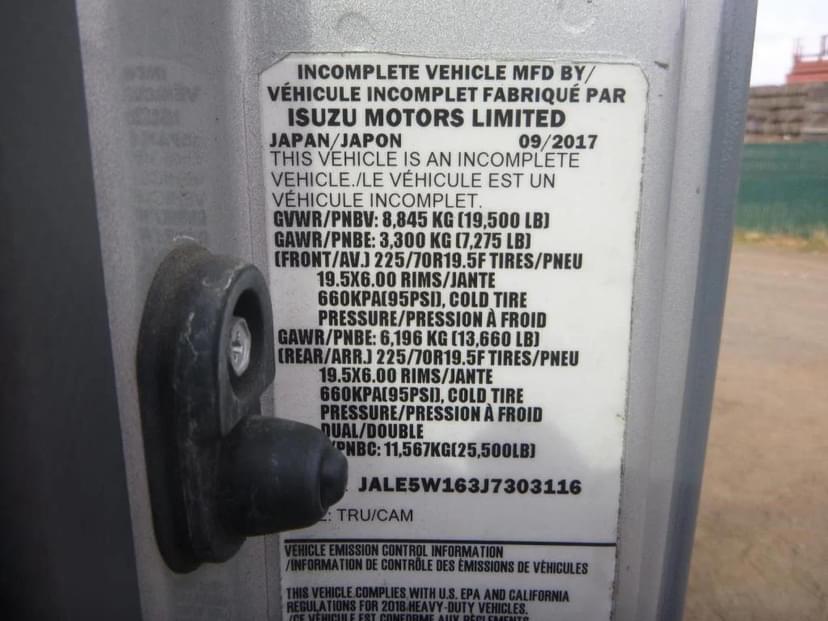 INCOMPLETE VEHICLE MFD BY/
VÉHICULE INCOMPLET FABRIQUÉ PAR
ISUZU MOTORS LIMITED
JAPAN/JAPON 09/2017
THIS VEHICLE IS AN INCOMPLETE
VEHICLE./LE VÉHICULE EST UN
VÉHICULE INCOMPLET.
GVWR/PNBV: 8,845 KG (19,500 LB)
GAWR/PNBE: 3,300 KG (7,275 LB)
(FRONT/AV.) 225/70R19.5F TIRES/PNEU
19.5X6.00 RIMS/JANTE
660KPA(95PSI), COLD TIRE
PRESSURE/PRESSION À FROID
GAWR/PNBE: 6,196 KG (13,660 LB)
(REAR/ARR.) 225/70R19.5F TIRES/PNEU
19.5X6.00 RIMS/JANTE
660KPA(95PSI), COLD TIRE
PRESSURE/PRESSION À FROID
DUAL/DOUBLE
/PNBC: 11,567KG(25,500LB)
JALE5W163J7303116
: TRU/CAM
VEHICLE EMISSION CONTROL INFORMATION
/INFORMATION DE CONTRÔLE DES ÉMISSIONS DE VÉHICULES
THIS VEHICLE COMPLIES WITH U.S. EPA AND CALIFORNIA
REGULATIONS FOR 2018 HEAVY-DUTY VEHICLES.
/CE VÉHICULE EST CONFORME AUX RÈGLEMENTS